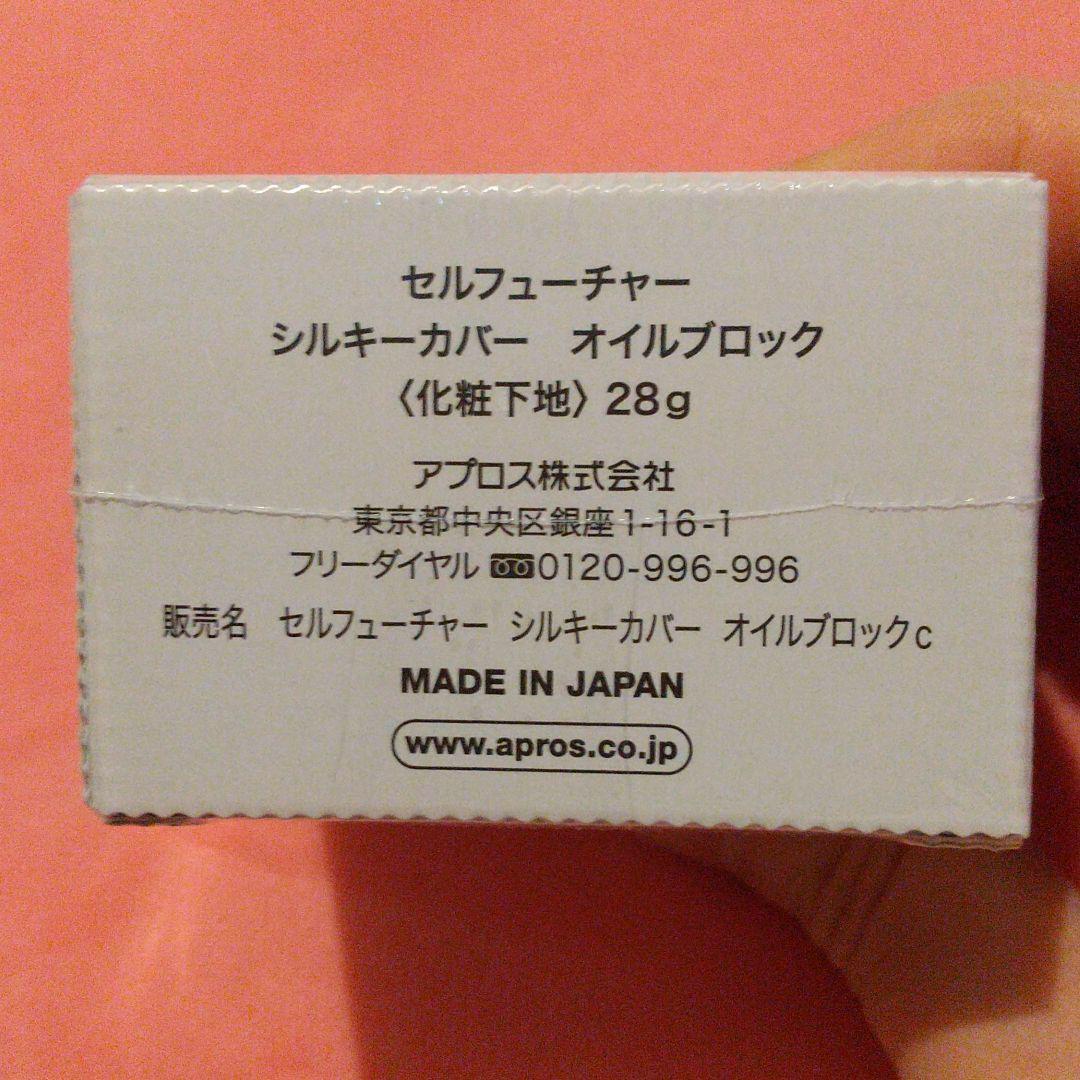 セルフューチャー
シルキーカバー　オイルブロック
〈化粧下地〉28g
アプロス株式会社
東京都中央区銀座1-16-1
フリーダイヤル 0120-996-996
販売名　セルフューチャー シルキーカバー オイルブロックc
MADE IN JAPAN
www.apros.co.jp